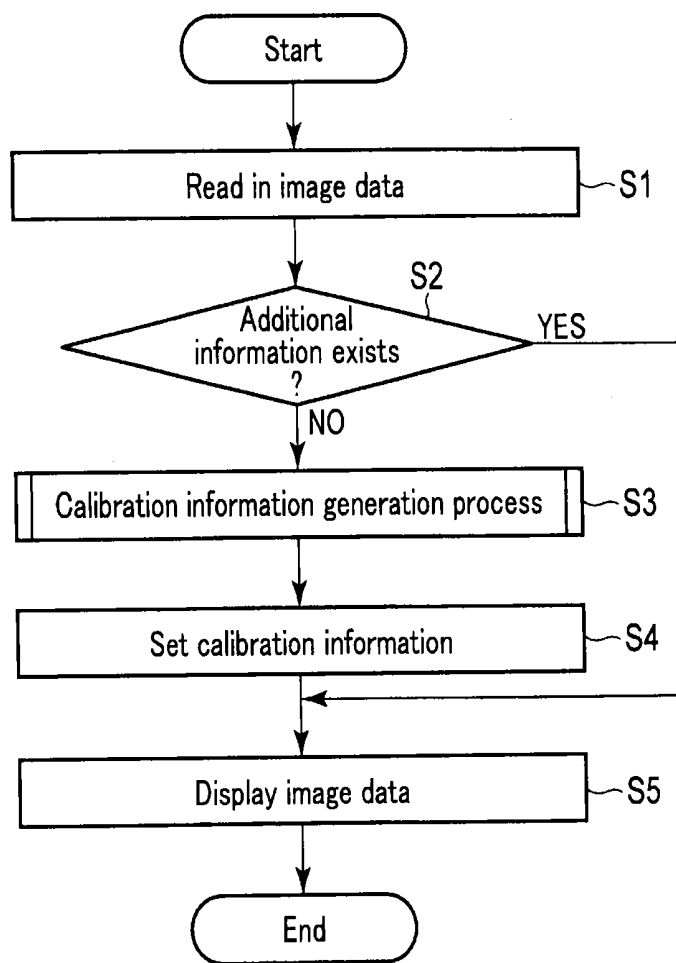 Start
Read in image data
S1
S2
Additional
information exists
?
YES
NO
Calibration information generation process
S3
Set calibration information
S4
Display image data
S5
End